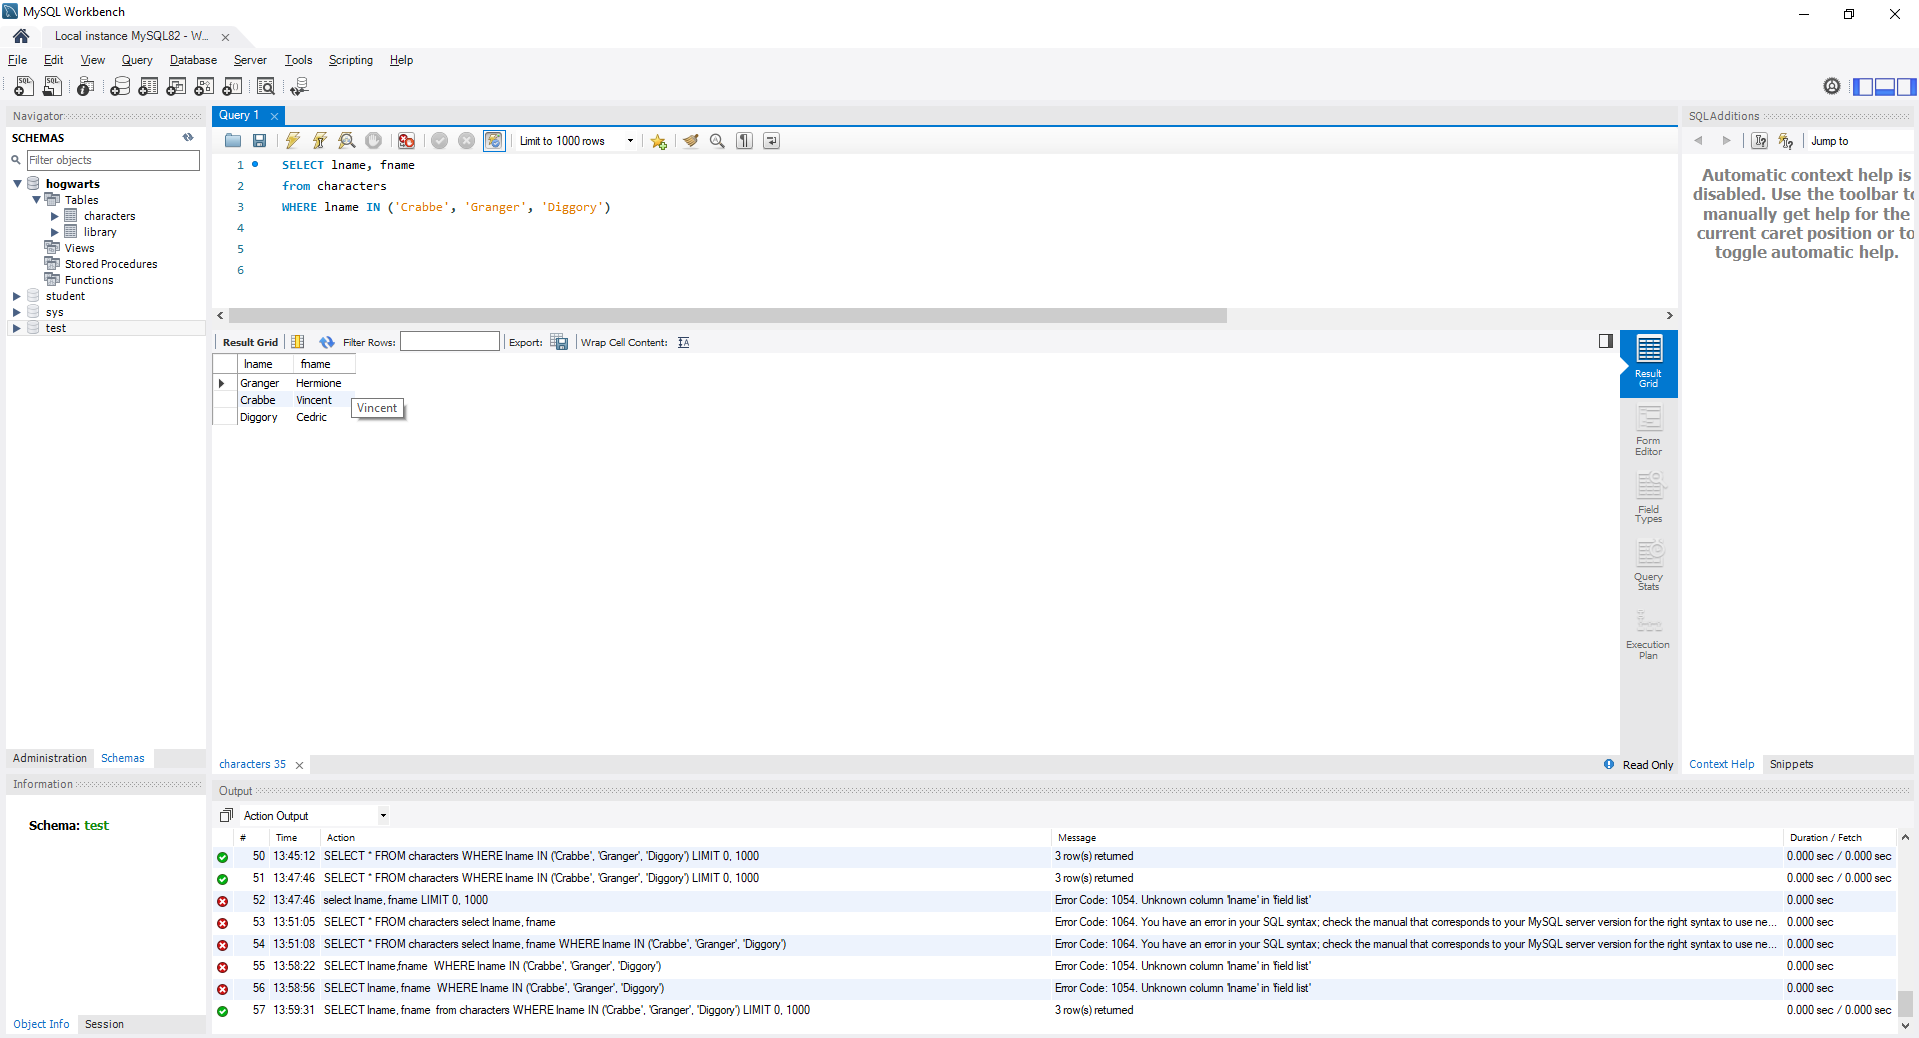 MySQL Workbench
Local instance MySQL82 - W...
File Edit View Query Database Server Tools Scripting Help
Navigator
SCHEMAS
Filter objects
hogwarts
Tables
characters
library
Views
Stored Procedures
Functions
student
sys
test
Administration Schemas
Information
Schema: test
Object Info Session
Query 1
Limit to 1000 rows
1 SELECT lname, fname
2 from characters
3 WHERE lname IN ('Crabbe', 'Granger', 'Diggory')
4
5
6
Result Grid Filter Rows: Export: Wrap Cell Content:
lname fname
Granger Hermione
Crabbe Vincent
Vincent
Diggory Cedric
Result
Grid
Form
Editor
Field
Types
Query
Stats
Execution
Plan
characters 35
Read Only
SQLAdditions
Jump to
Automatic context help is
disabled. Use the toolbar to
manually get help for the
current caret position or to
toggle automatic help.
Context Help Snippets
Output
Action Output
# Time Action Message Duration / Fetch
50 13:45:12 SELECT * FROM characters WHERE lname IN ('Crabbe', 'Granger', 'Diggory') LIMIT 0, 1000 3 row(s) returned 0.000 sec / 0.000 sec
51 13:47:46 SELECT * FROM characters WHERE lname IN ('Crabbe', 'Granger', 'Diggory') LIMIT 0, 1000 3 row(s) returned 0.000 sec / 0.000 sec
52 13:47:46 select lname, fname LIMIT 0, 1000 Error Code: 1054. Unknown column 'lname' in 'field list' 0.000 sec
53 13:51:05 SELECT * FROM characters select lname, fname Error Code: 1064. You have an error in your SQL syntax; check the manual that corresponds to your MySQL server version for the right syntax to use ne... 0.000 sec
54 13:51:08 SELECT * FROM characters select lname, fname WHERE lname IN ('Crabbe', 'Granger', 'Diggory') Error Code: 1064. You have an error in your SQL syntax; check the manual that corresponds to your MySQL server version for the right syntax to use ne... 0.000 sec
55 13:58:22 SELECT lname,fname  WHERE lname IN ('Crabbe', 'Granger', 'Diggory') Error Code: 1054. Unknown column 'lname' in 'field list' 0.000 sec
56 13:58:56 SELECT lname, fname  WHERE lname IN ('Crabbe', 'Granger', 'Diggory') Error Code: 1054. Unknown column 'lname' in 'field list' 0.000 sec
57 13:59:31 SELECT lname, fname  from characters WHERE lname IN ('Crabbe', 'Granger', 'Diggory') LIMIT 0, 1000 3 row(s) returned 0.000 sec / 0.000 sec